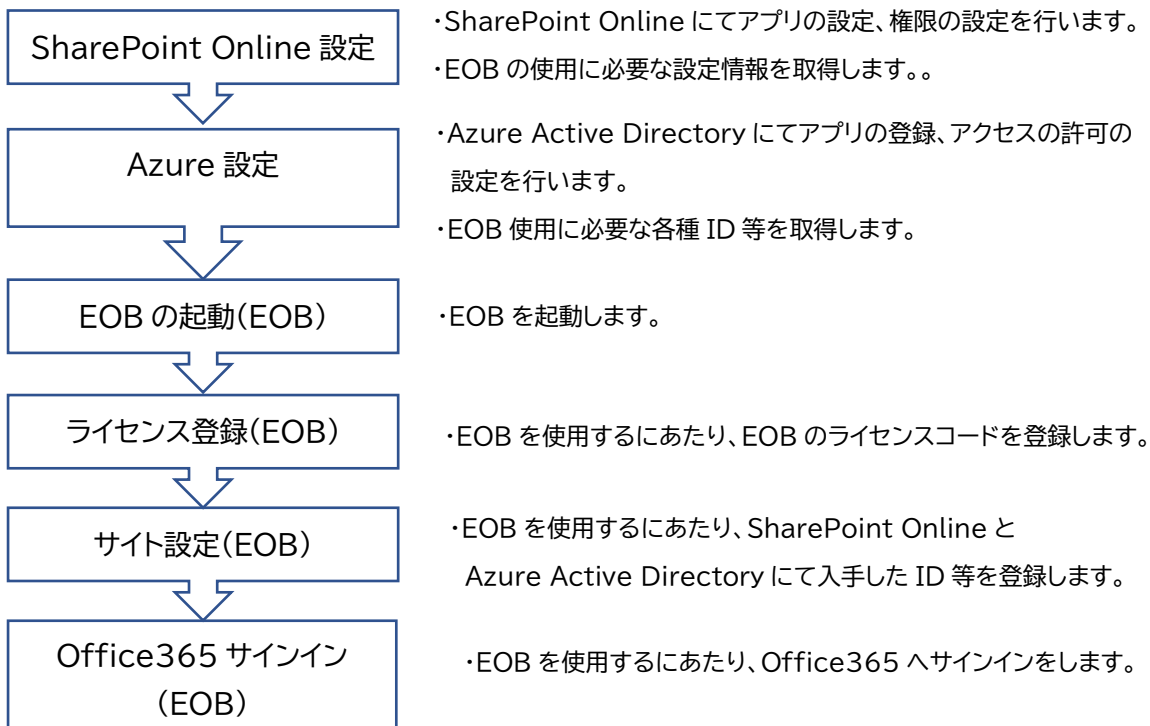 SharePoint Online 設定
・SharePoint Online にてアプリの設定、権限の設定を行います。
・EOB の使用に必要な設定情報を取得します。。
Azure 設定
・Azure Active Directory にてアプリの登録、アクセスの許可の
設定を行います。
・EOB 使用に必要な各種 ID 等を取得します。
EOB の起動(EOB)
・EOB を起動します。
ライセンス登録(EOB)
・EOB を使用するにあたり、EOB のライセンスコードを登録します。
サイト設定(EOB)
・EOB を使用するにあたり、SharePoint Online と
Azure Active Directory にて入手した ID 等を登録します。
Office365 サインイン
(EOB)
・EOB を使用するにあたり、Office365 へサインインをします。